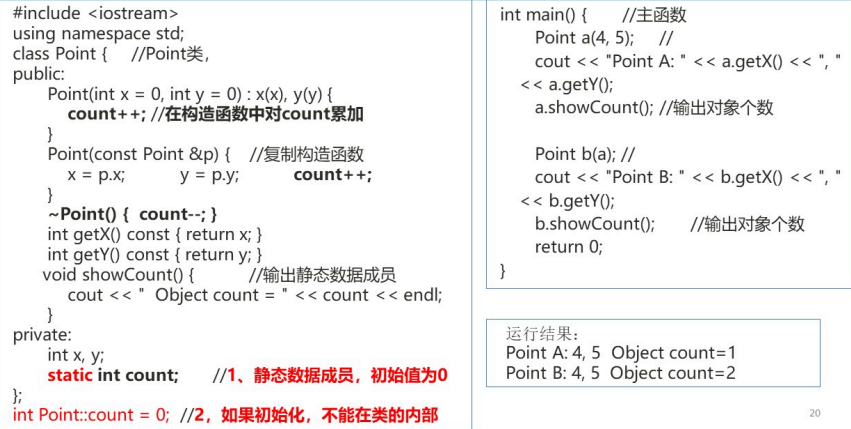 #include <iostream>
using namespace std;
class Point {    //Point类，
public:
Point(int x = 0, int y = 0) : x(x), y(y) {
count++; //在构造函数中对count累加
}
Point(const Point &p) {    //复制构造函数
x = p.x;    y = p.y;    count++;
}
~Point() {  count--; }
int getX() const { return x; }
int getY() const { return y; }
void showCount() {    //输出静态数据成员
cout << "  Object count = " << count << endl;
}
private:
int x, y;
static int count;    //1、静态数据成员，初始值为0
};
int Point::count = 0;  //2，如果初始化，不能在类的内部
int main() {    //主函数
Point a(4, 5);    //
cout << "Point A: " << a.getX() << ", "
<< a.getY();
a.showCount(); //输出对象个数
Point b(a); //
cout << "Point B: " << b.getX() << ", "
<< b.getY();
b.showCount();    //输出对象个数
return 0;
}
运行结果：
Point A: 4, 5  Object count=1
Point B: 4, 5  Object count=2
20